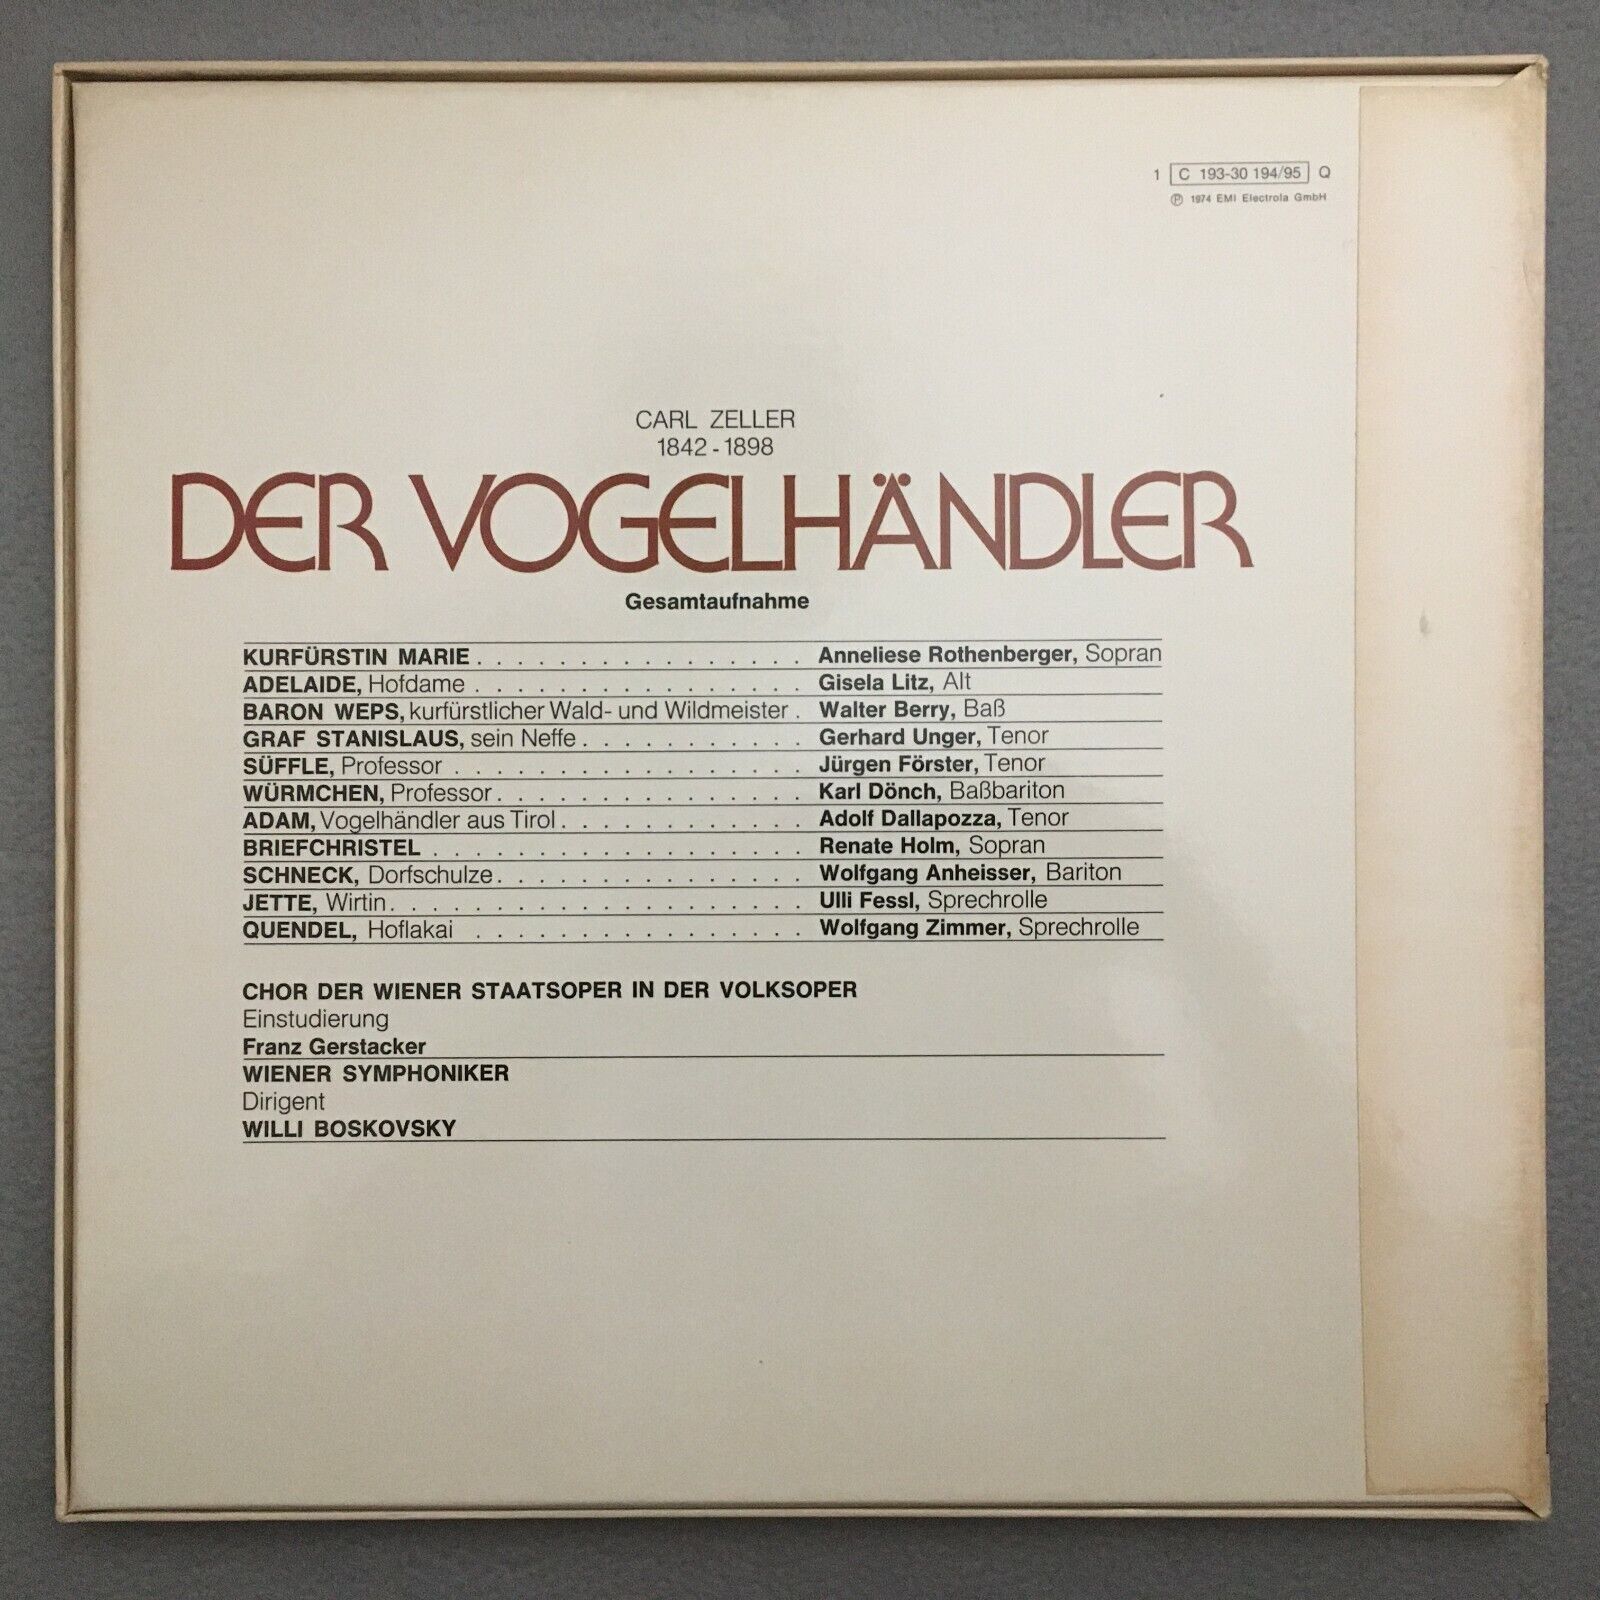 1 C 193-30 194/95 Q
℗ 1974 EMI Electrola GmbH
CARL ZELLER
1842 - 1898
DER VOGELHÄNDLER
Gesamtaufnahme
KURFÜRSTIN MARIE . . . . . . . . . . . . . . . . Anneliese Rothenberger, Sopran
ADELAIDE, Hofdame . . . . . . . . . . . . . . . . Gisela Litz, Alt
BARON WEPS, kurfürstlicher Wald- und Wildmeister . Walter Berry, Baß
GRAF STANISLAUS, sein Neffe . . . . . . . . . . . Gerhard Unger, Tenor
SÜFFLE, Professor . . . . . . . . . . . . . . . . . Jürgen Förster, Tenor
WÜRMCHEN, Professor . . . . . . . . . . . . . . . Karl Dönch, Baßbariton
ADAM, Vogelhändler aus Tirol . . . . . . . . . . . . Adolf Dallapozza, Tenor
BRIEFCHRISTEL . . . . . . . . . . . . . . . . . . Renate Holm, Sopran
SCHNECK, Dorfschulze . . . . . . . . . . . . . . . Wolfgang Anheisser, Bariton
JETTE, Wirtin . . . . . . . . . . . . . . . . . . . . Ulli Fessl, Sprechrolle
QUENDEL, Hoflakai . . . . . . . . . . . . . . . . Wolfgang Zimmer, Sprechrolle
CHOR DER WIENER STAATSOPER IN DER VOLKSOPER
Einstudierung
Franz Gerstacker
WIENER SYMPHONIKER
Dirigent
WILLI BOSKOVSKY